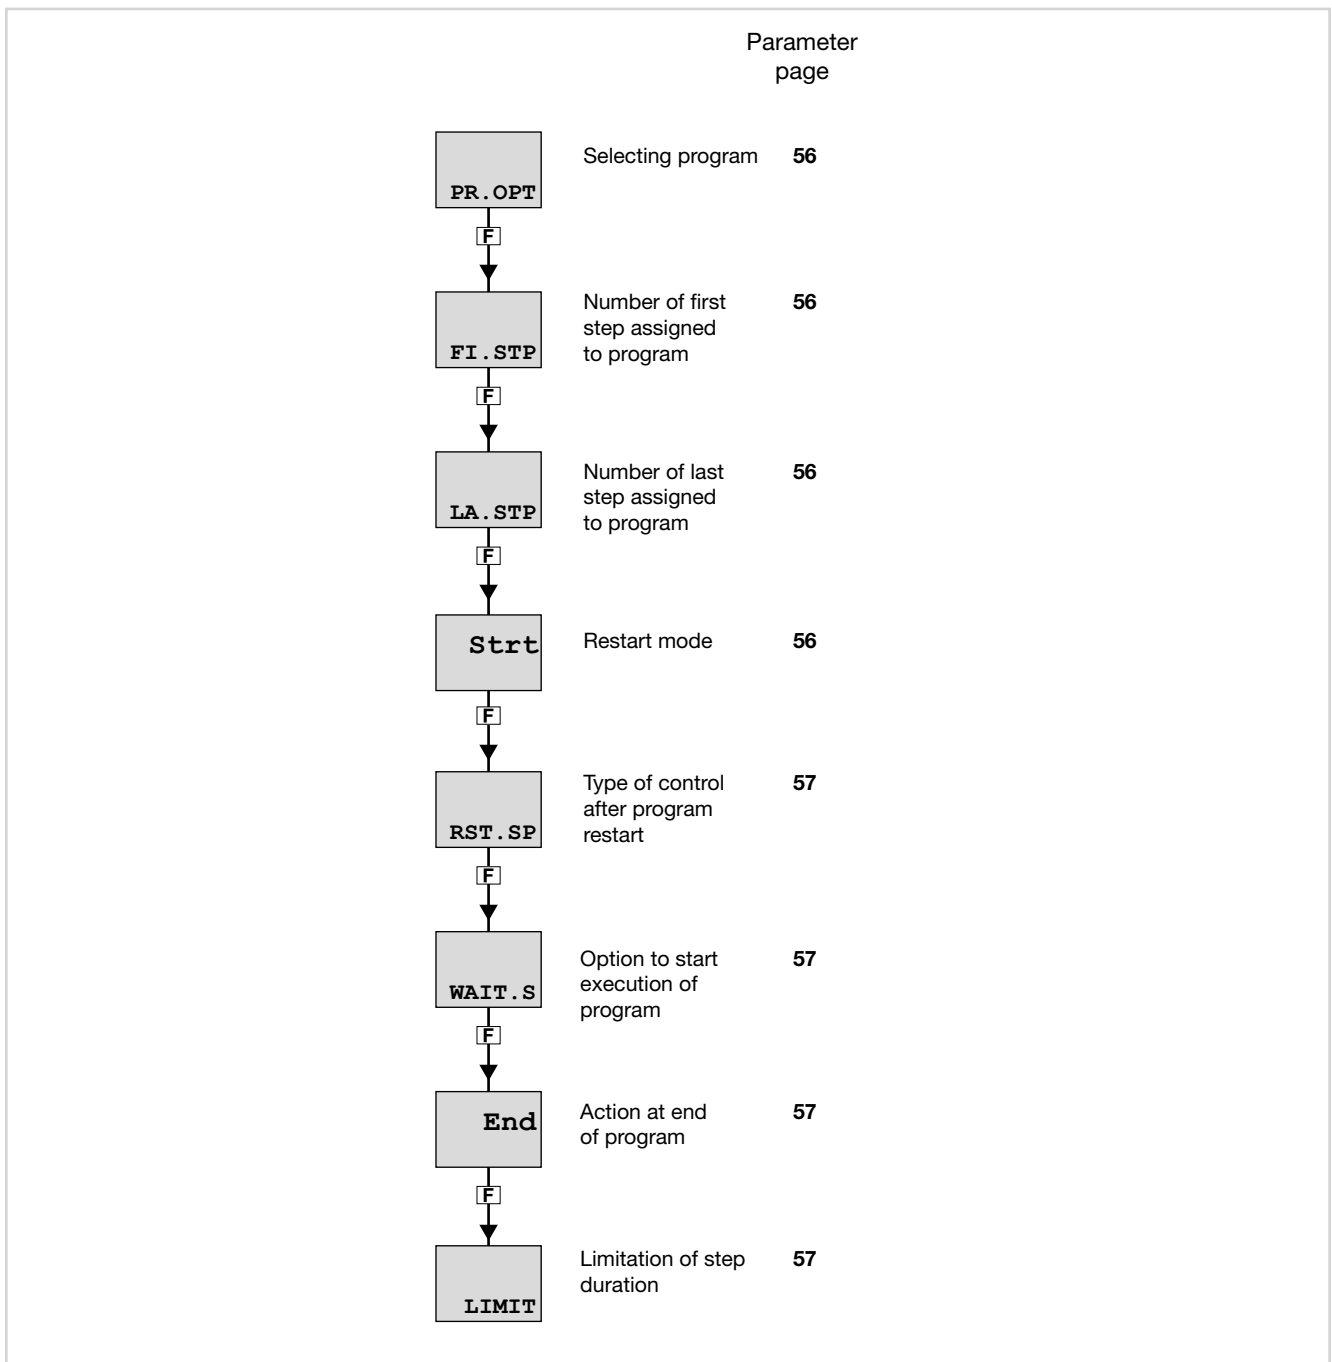 Parameter
page
PR.OPT
Selecting program 56
F
FI.STP
Number of first 56
step assigned
to program
F
LA.STP
Number of last 56
step assigned
to program
F
Strt
Restart mode 56
F
RST.SP
Type of control 57
after program
restart
F
WAIT.S
Option to start 57
execution of
program
F
End
Action at end 57
of program
F
LIMIT
Limitation of step 57
duration